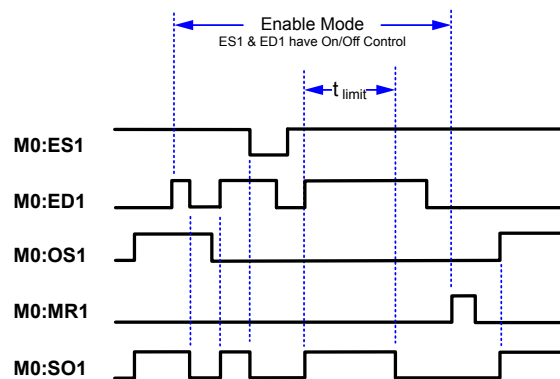 Enable Mode
ES1 & ED1 have On/Off Control
t limit
M0:ES1
M0:ED1
M0:OS1
M0:MR1
M0:SO1